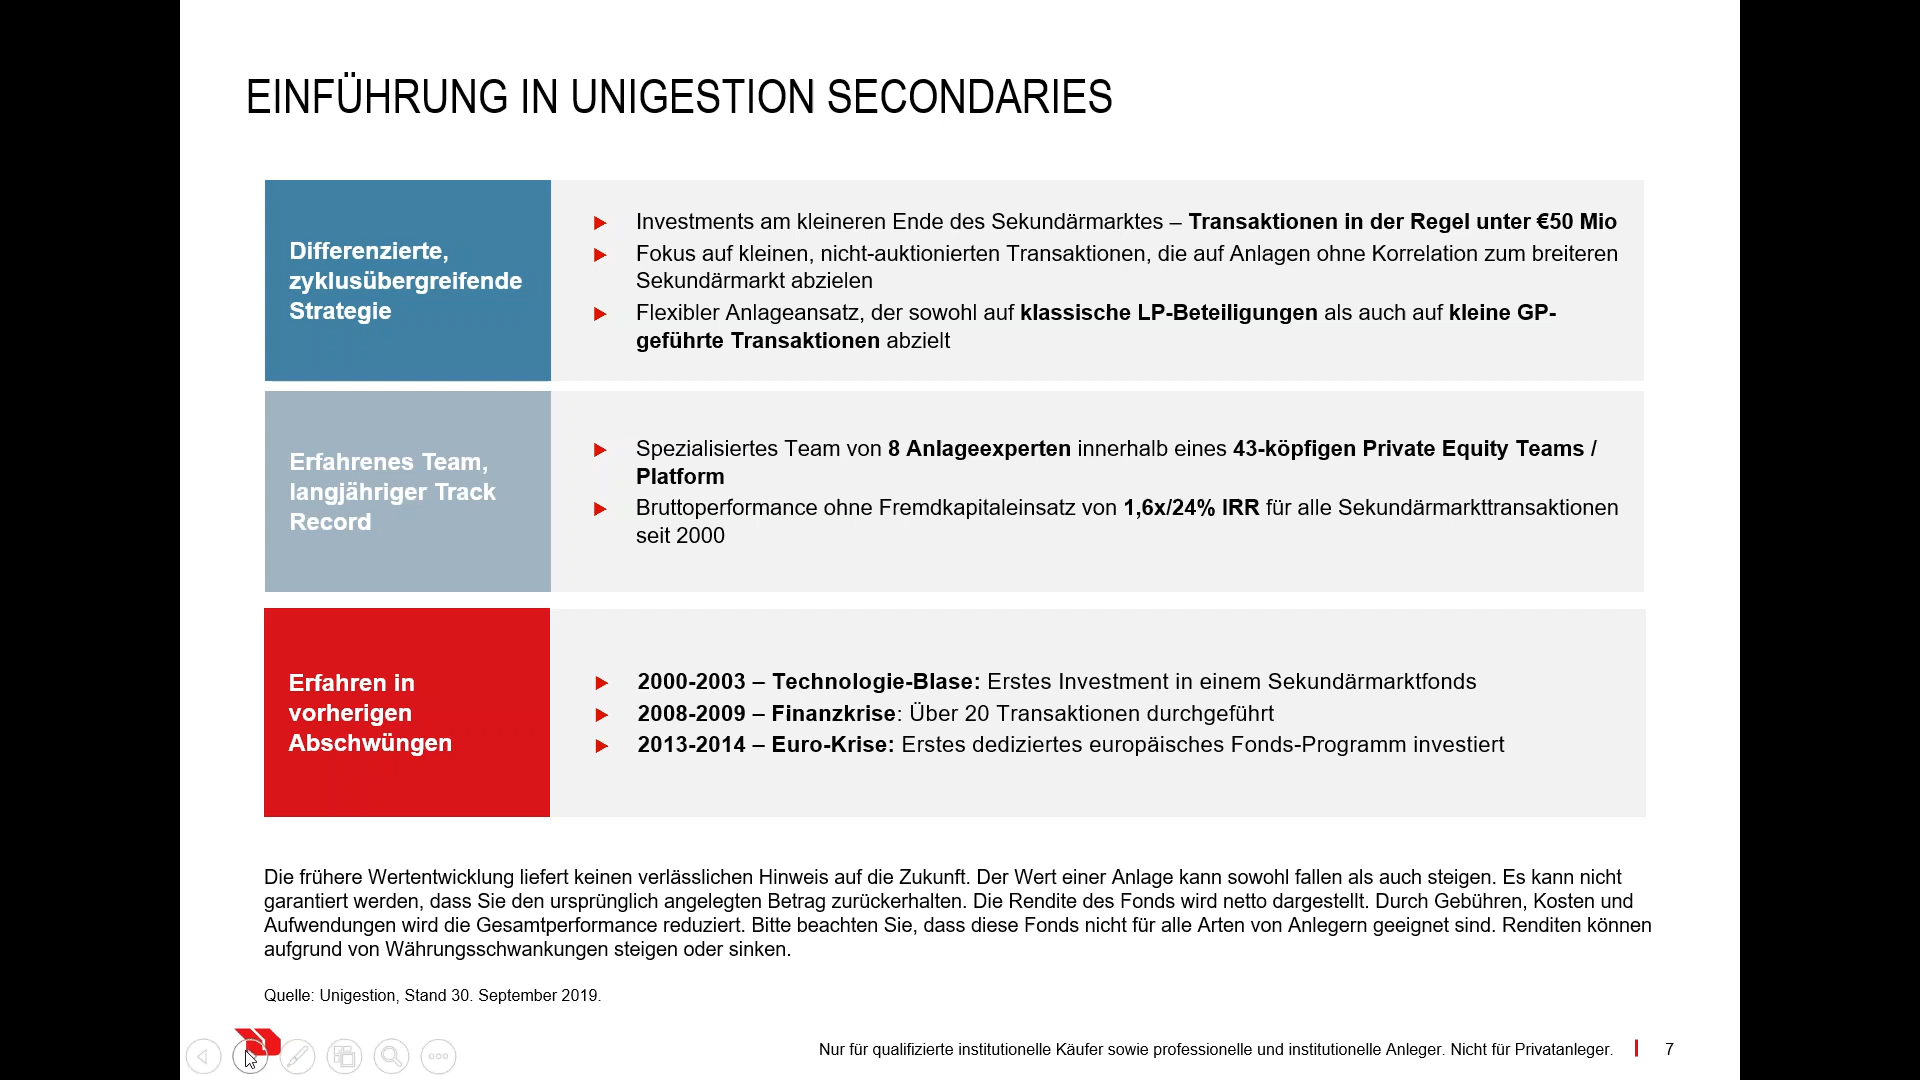 EINFÜHRUNG IN UNIGESTION SECONDARIES
Differenzierte,
zyklusübergreifende
Strategie
Investments am kleineren Ende des Sekundärmarktes – Transaktionen in der Regel unter €50 Mio
Fokus auf kleinen, nicht-auktionierten Transaktionen, die auf Anlagen ohne Korrelation zum breiteren
Sekundärmarkt abzielen
Flexibler Anlageansatz, der sowohl auf klassische LP-Beteiligungen als auch auf kleine GP-
geführte Transaktionen abzielt
Erfahrenes Team,
langjähriger Track
Record
Spezialisiertes Team von 8 Anlageexperten innerhalb eines 43-köpfigen Private Equity Teams /
Platform
Bruttoperformance ohne Fremdkapitaleinsatz von 1,6x/24% IRR für alle Sekundärmarkttransaktionen
seit 2000
Erfahren in
vorherigen
Abschwüngen
2000-2003 – Technologie-Blase: Erstes Investment in einem Sekundärmarktfonds
2008-2009 – Finanzkrise: Über 20 Transaktionen durchgeführt
2013-2014 – Euro-Krise: Erstes dediziertes europäisches Fonds-Programm investiert
Die frühere Wertentwicklung liefert keinen verlässlichen Hinweis auf die Zukunft. Der Wert einer Anlage kann sowohl fallen als auch steigen. Es kann nicht
garantiert werden, dass Sie den ursprünglich angelegten Betrag zurückerhalten. Die Rendite des Fonds wird netto dargestellt. Durch Gebühren, Kosten und
Aufwendungen wird die Gesamtperformance reduziert. Bitte beachten Sie, dass diese Fonds nicht für alle Arten von Anlegern geeignet sind. Renditen können
aufgrund von Währungsschwankungen steigen oder sinken.
Quelle: Unigestion, Stand 30. September 2019.
Nur für qualifizierte institutionelle Käufer sowie professionelle und institutionelle Anleger. Nicht für Privatanleger. 7